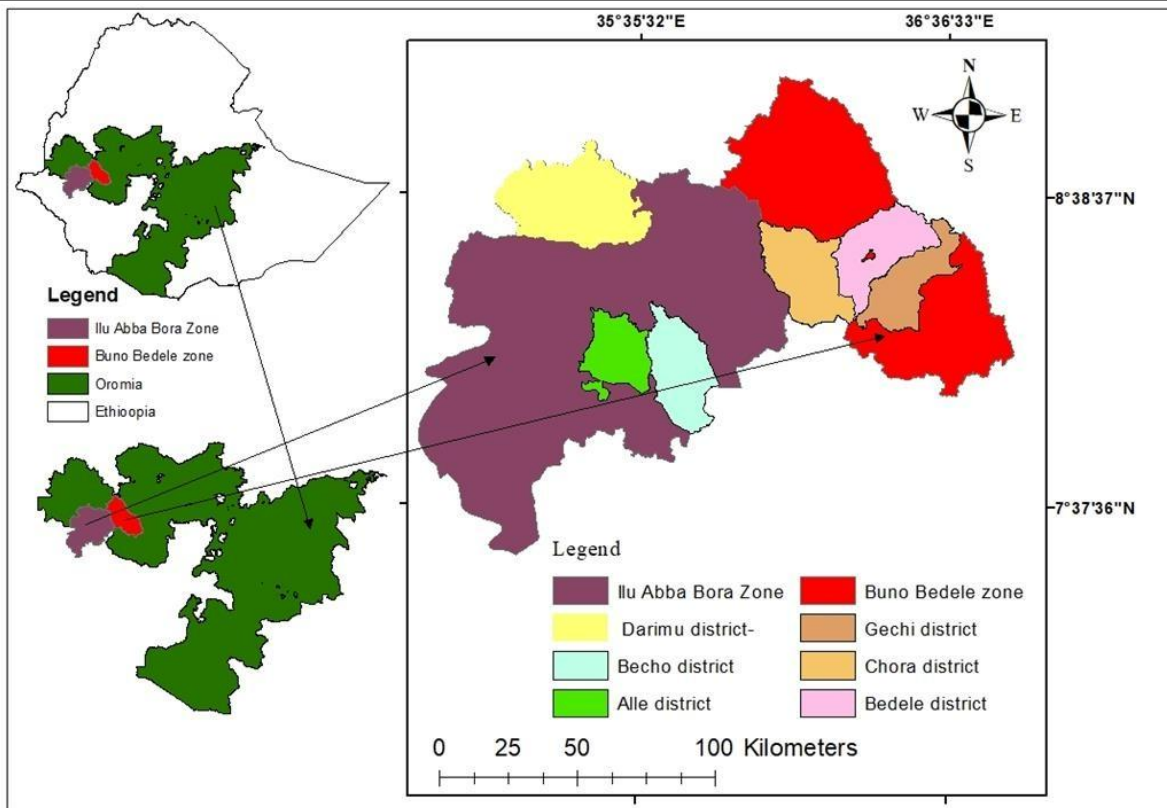 35°35'32"E 36°36'33"E
N
W E
S
8°38'37"N
Legend
Ilu Abba Bora Zone
Buno Bedele zone
Oromia
Ethioopia
7°37'36"N
Legend
Ilu Abba Bora Zone Buno Bedele zone
Darimu district- Gechi district
Becho district Chora district
Alle district Bedele district
0 25 50 100 Kilometers